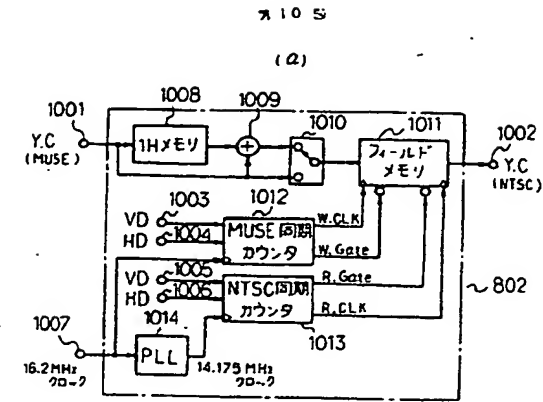 オ10図
(a)
1008
1009
1010
1011
1001
1002
Y.C
(MUSE)
1Hメモリ
フィールド
メモリ
Y.C
(NTSC)
1003
1012
VD
HD
1004
MUSE同期
カウンタ
W.CLK
W.Gate
1005
VD
HD
1006
NTSC同期
カウンタ
R.Gate
R.CLK
802
1007
1014
1013
PLL
16.2MHz
クロック
14.175MHz
クロック